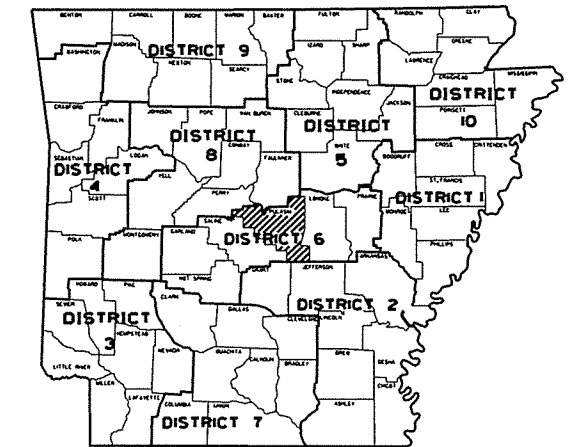 BENTON CARROLL BOONE MARION BAXTER FULTON RANDOLPH CLAY
WASHINGTON MADISON DISTRICT 9 IZARD SHARP GREENE
NEWTON SEARCY STONE LAWRENCE CRAIGHEAD MISSISSIPPI
INDEPENDENCE JACKSON DISTRICT
CRAWFORD FRANKLIN JOHNSON POPE VAN BUREN CLEBURNE POINSETT
DISTRICT DISTRICT 10
8 CONWAY WHITE CROSS CRITTENDEN
SEBASTIAN LOGAN FAULKNER 5 WOODRUFF
DISTRICT YELL ST. FRANCIS
4 PERRY DISTRICT 1
SCOTT PULASKI LONOKE PRAIRIE MONROE LEE
POLK MONTGOMERY GARLAND SALINE DISTRICT 6 PHILLIPS
HOT SPRING GRANT JEFFERSON ARKANSAS
HOWARD PIKE CLARK DISTRICT 2
SEVIER DALLAS CLEVELAND LINCOLN
DISTRICT HEMPSTEAD
3 NEVADA OUACHITA CALHOUN DREW DESHA
LITTLE RIVER BRADLEY CHICOT
MILLER LAFAYETTE COLUMBIA UNION ASHLEY
DISTRICT 7